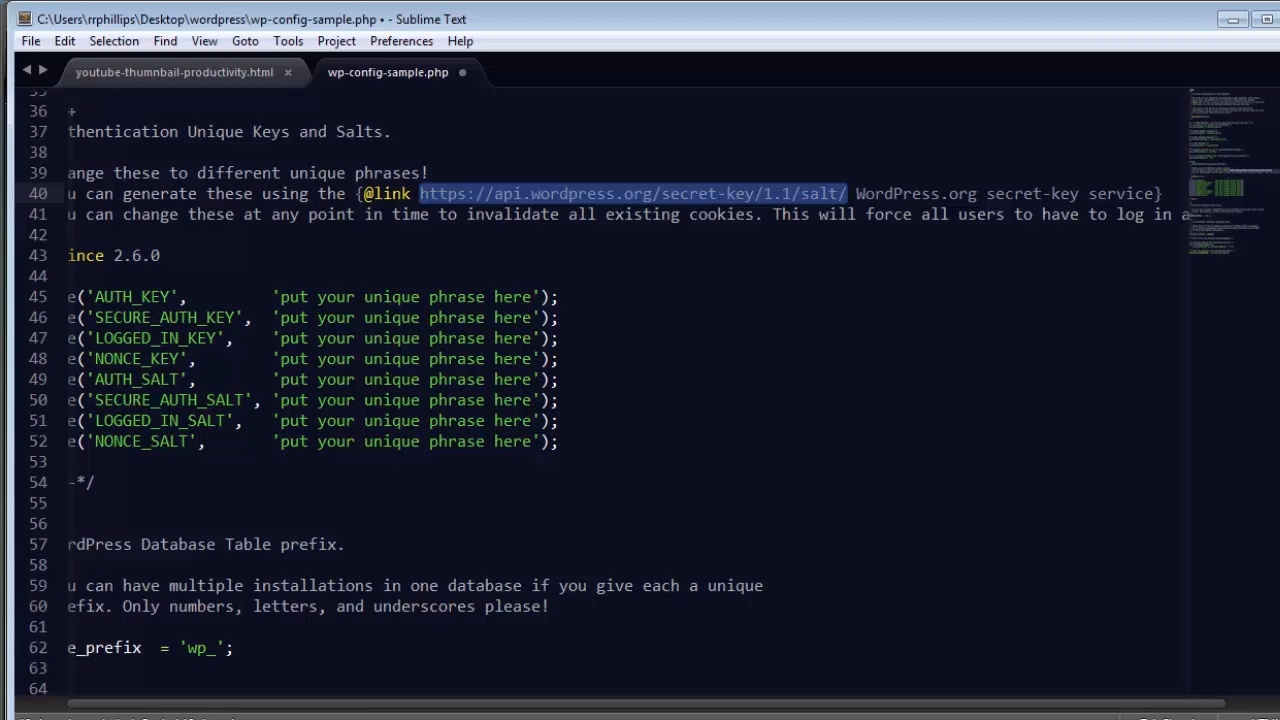 C:\Users\rrphillips\Desktop\wordpress\wp-config-sample.php • - Sublime Text
File Edit Selection Find View Goto Tools Project Preferences Help
youtube-thumnbail-productivity.html × wp-config-sample.php
35
36 +
37 thentication Unique Keys and Salts.
38
39 ange these to different unique phrases!
40 u can generate these using the {@link https://api.wordpress.org/secret-key/1.1/salt/ WordPress.org secret-key service}
41 u can change these at any point in time to invalidate all existing cookies. This will force all users to have to log in a
42
43 ince 2.6.0
44
45 e('AUTH_KEY', 'put your unique phrase here');
46 e('SECURE_AUTH_KEY', 'put your unique phrase here');
47 e('LOGGED_IN_KEY', 'put your unique phrase here');
48 e('NONCE_KEY', 'put your unique phrase here');
49 e('AUTH_SALT', 'put your unique phrase here');
50 e('SECURE_AUTH_SALT', 'put your unique phrase here');
51 e('LOGGED_IN_SALT', 'put your unique phrase here');
52 e('NONCE_SALT', 'put your unique phrase here');
53
54 -*/
55
56
57 rdPress Database Table prefix.
58
59 u can have multiple installations in one database if you give each a unique
60 efix. Only numbers, letters, and underscores please!
61
62 e_prefix = 'wp_';
63
64